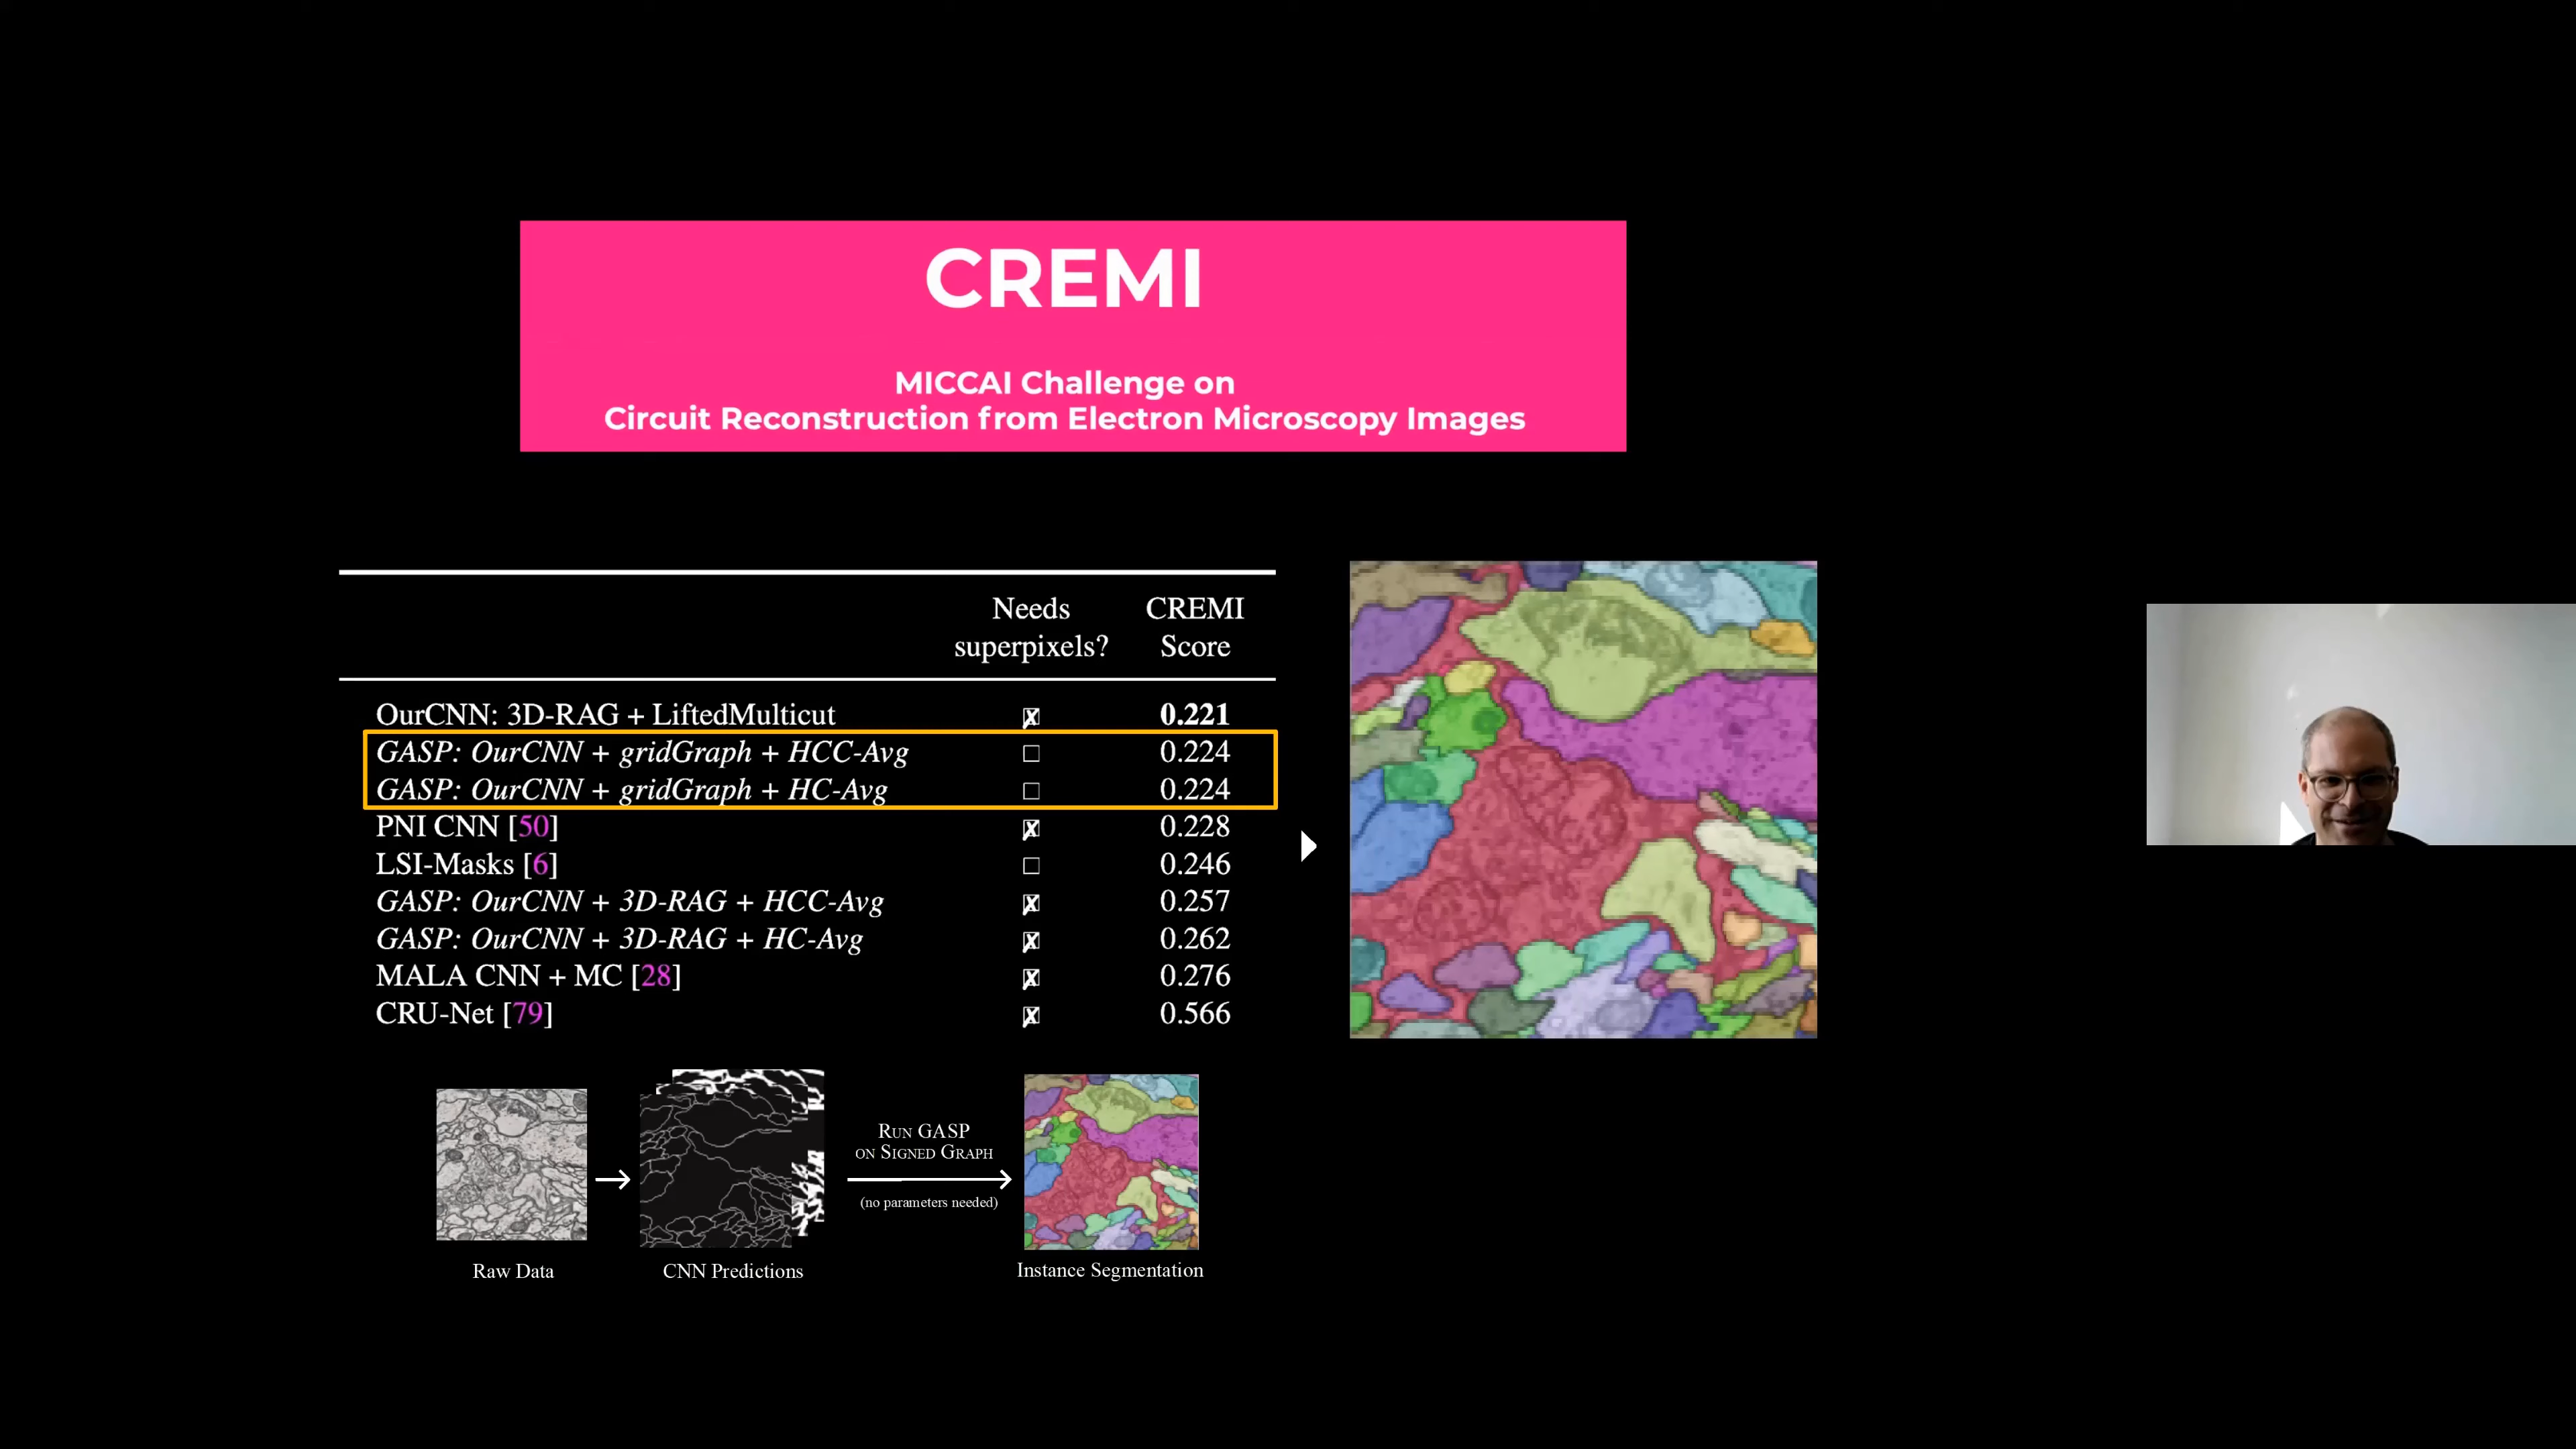 CREMI
MICCAI Challenge on
Circuit Reconstruction from Electron Microscopy Images
Needs superpixels? CREMI Score
OurCNN: 3D-RAG + LiftedMulticut ☒ 0.221
GASP: OurCNN + gridGraph + HCC-Avg ☐ 0.224
GASP: OurCNN + gridGraph + HC-Avg ☐ 0.224
PNI CNN [50] ☒ 0.228
LSI-Masks [6] ☐ 0.246
GASP: OurCNN + 3D-RAG + HCC-Avg ☒ 0.257
GASP: OurCNN + 3D-RAG + HC-Avg ☒ 0.262
MALA CNN + MC [28] ☒ 0.276
CRU-Net [79] ☒ 0.566
RUN GASP
ON SIGNED GRAPH
(no parameters needed)
Raw Data
CNN Predictions
Instance Segmentation